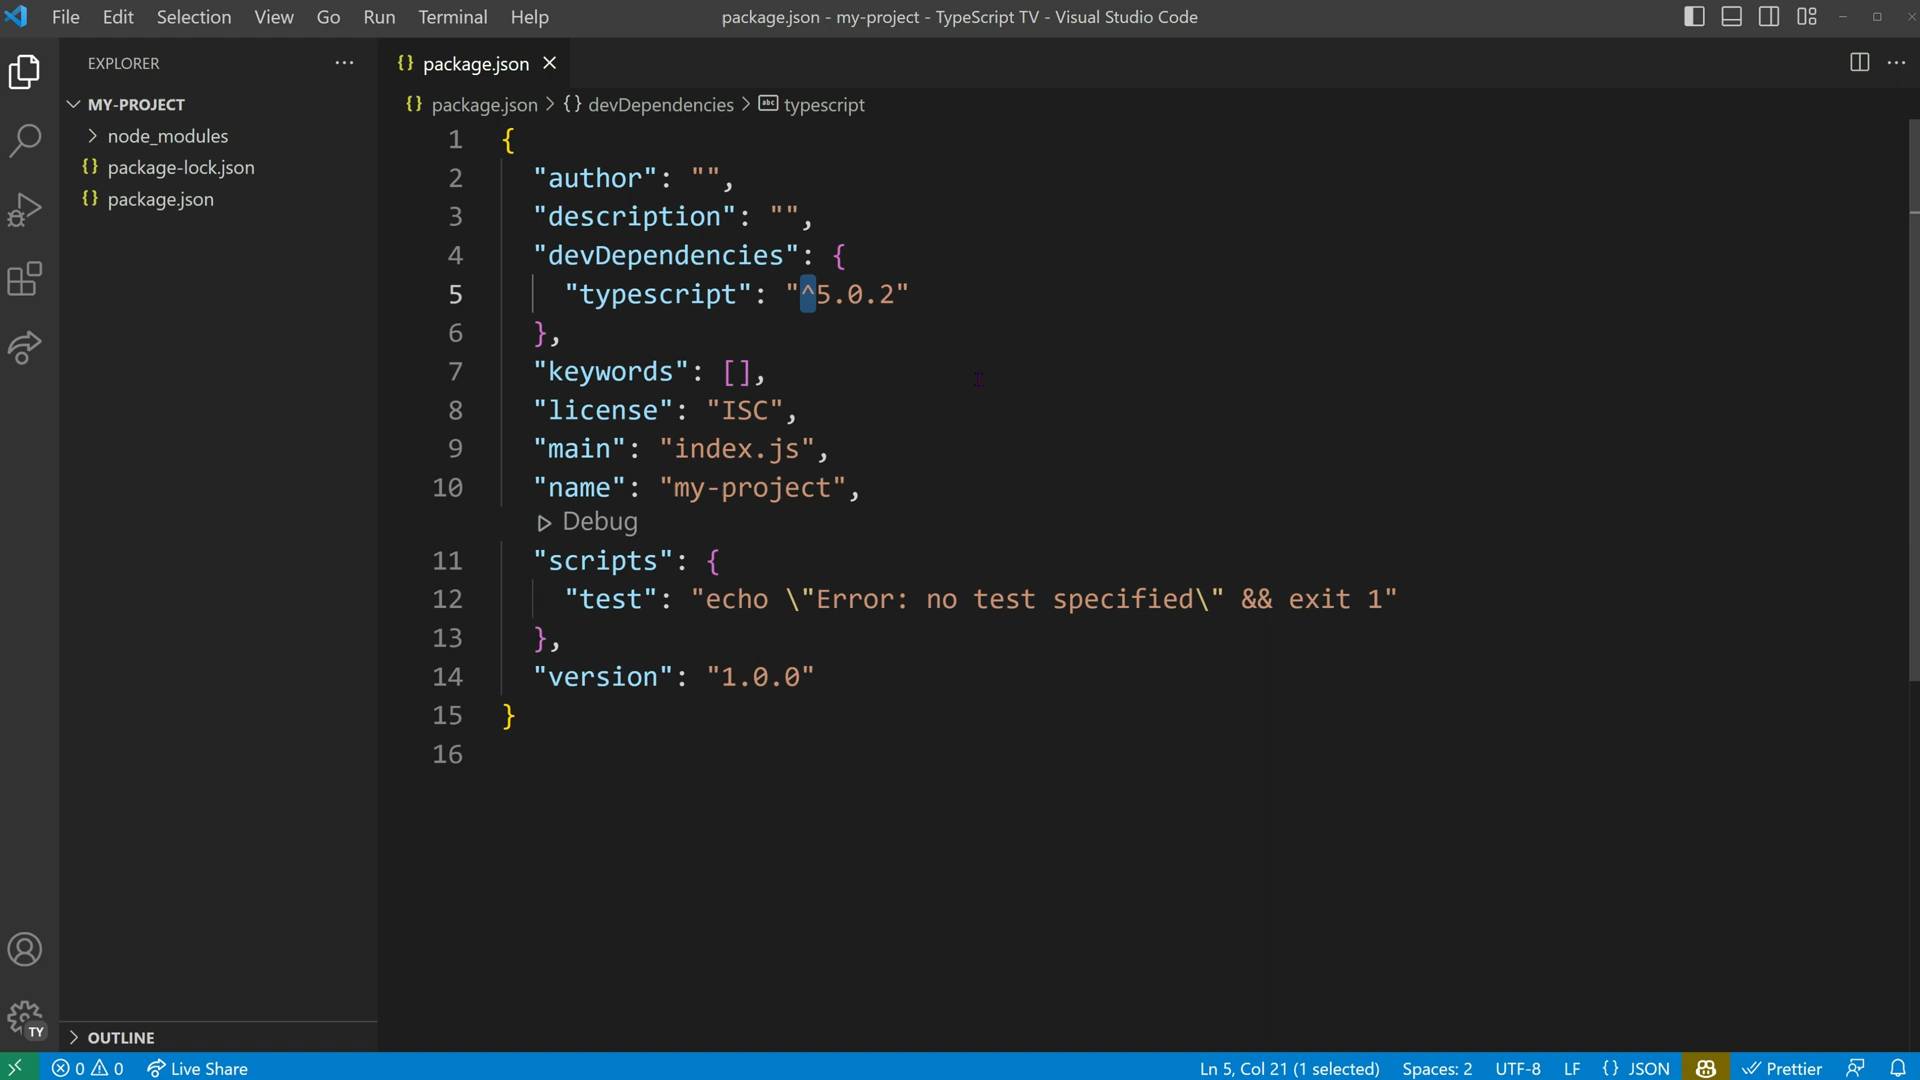 File Edit Selection View Go Run Terminal Help
package.json - my-project - TypeScript TV - Visual Studio Code
EXPLORER
MY-PROJECT
node_modules
package-lock.json
package.json
OUTLINE
TY
package.json
package.json > {} devDependencies > abc typescript
1 {
2 "author": "",
3 "description": "",
4 "devDependencies": {
5 "typescript": "^5.0.2"
6 },
7 "keywords": [],
8 "license": "ISC",
9 "main": "index.js",
10 "name": "my-project",
Debug
11 "scripts": {
12 "test": "echo \"Error: no test specified\" && exit 1"
13 },
14 "version": "1.0.0"
15 }
16
0 0 Live Share Ln 5, Col 21 (1 selected) Spaces: 2 UTF-8 LF {} JSON Prettier